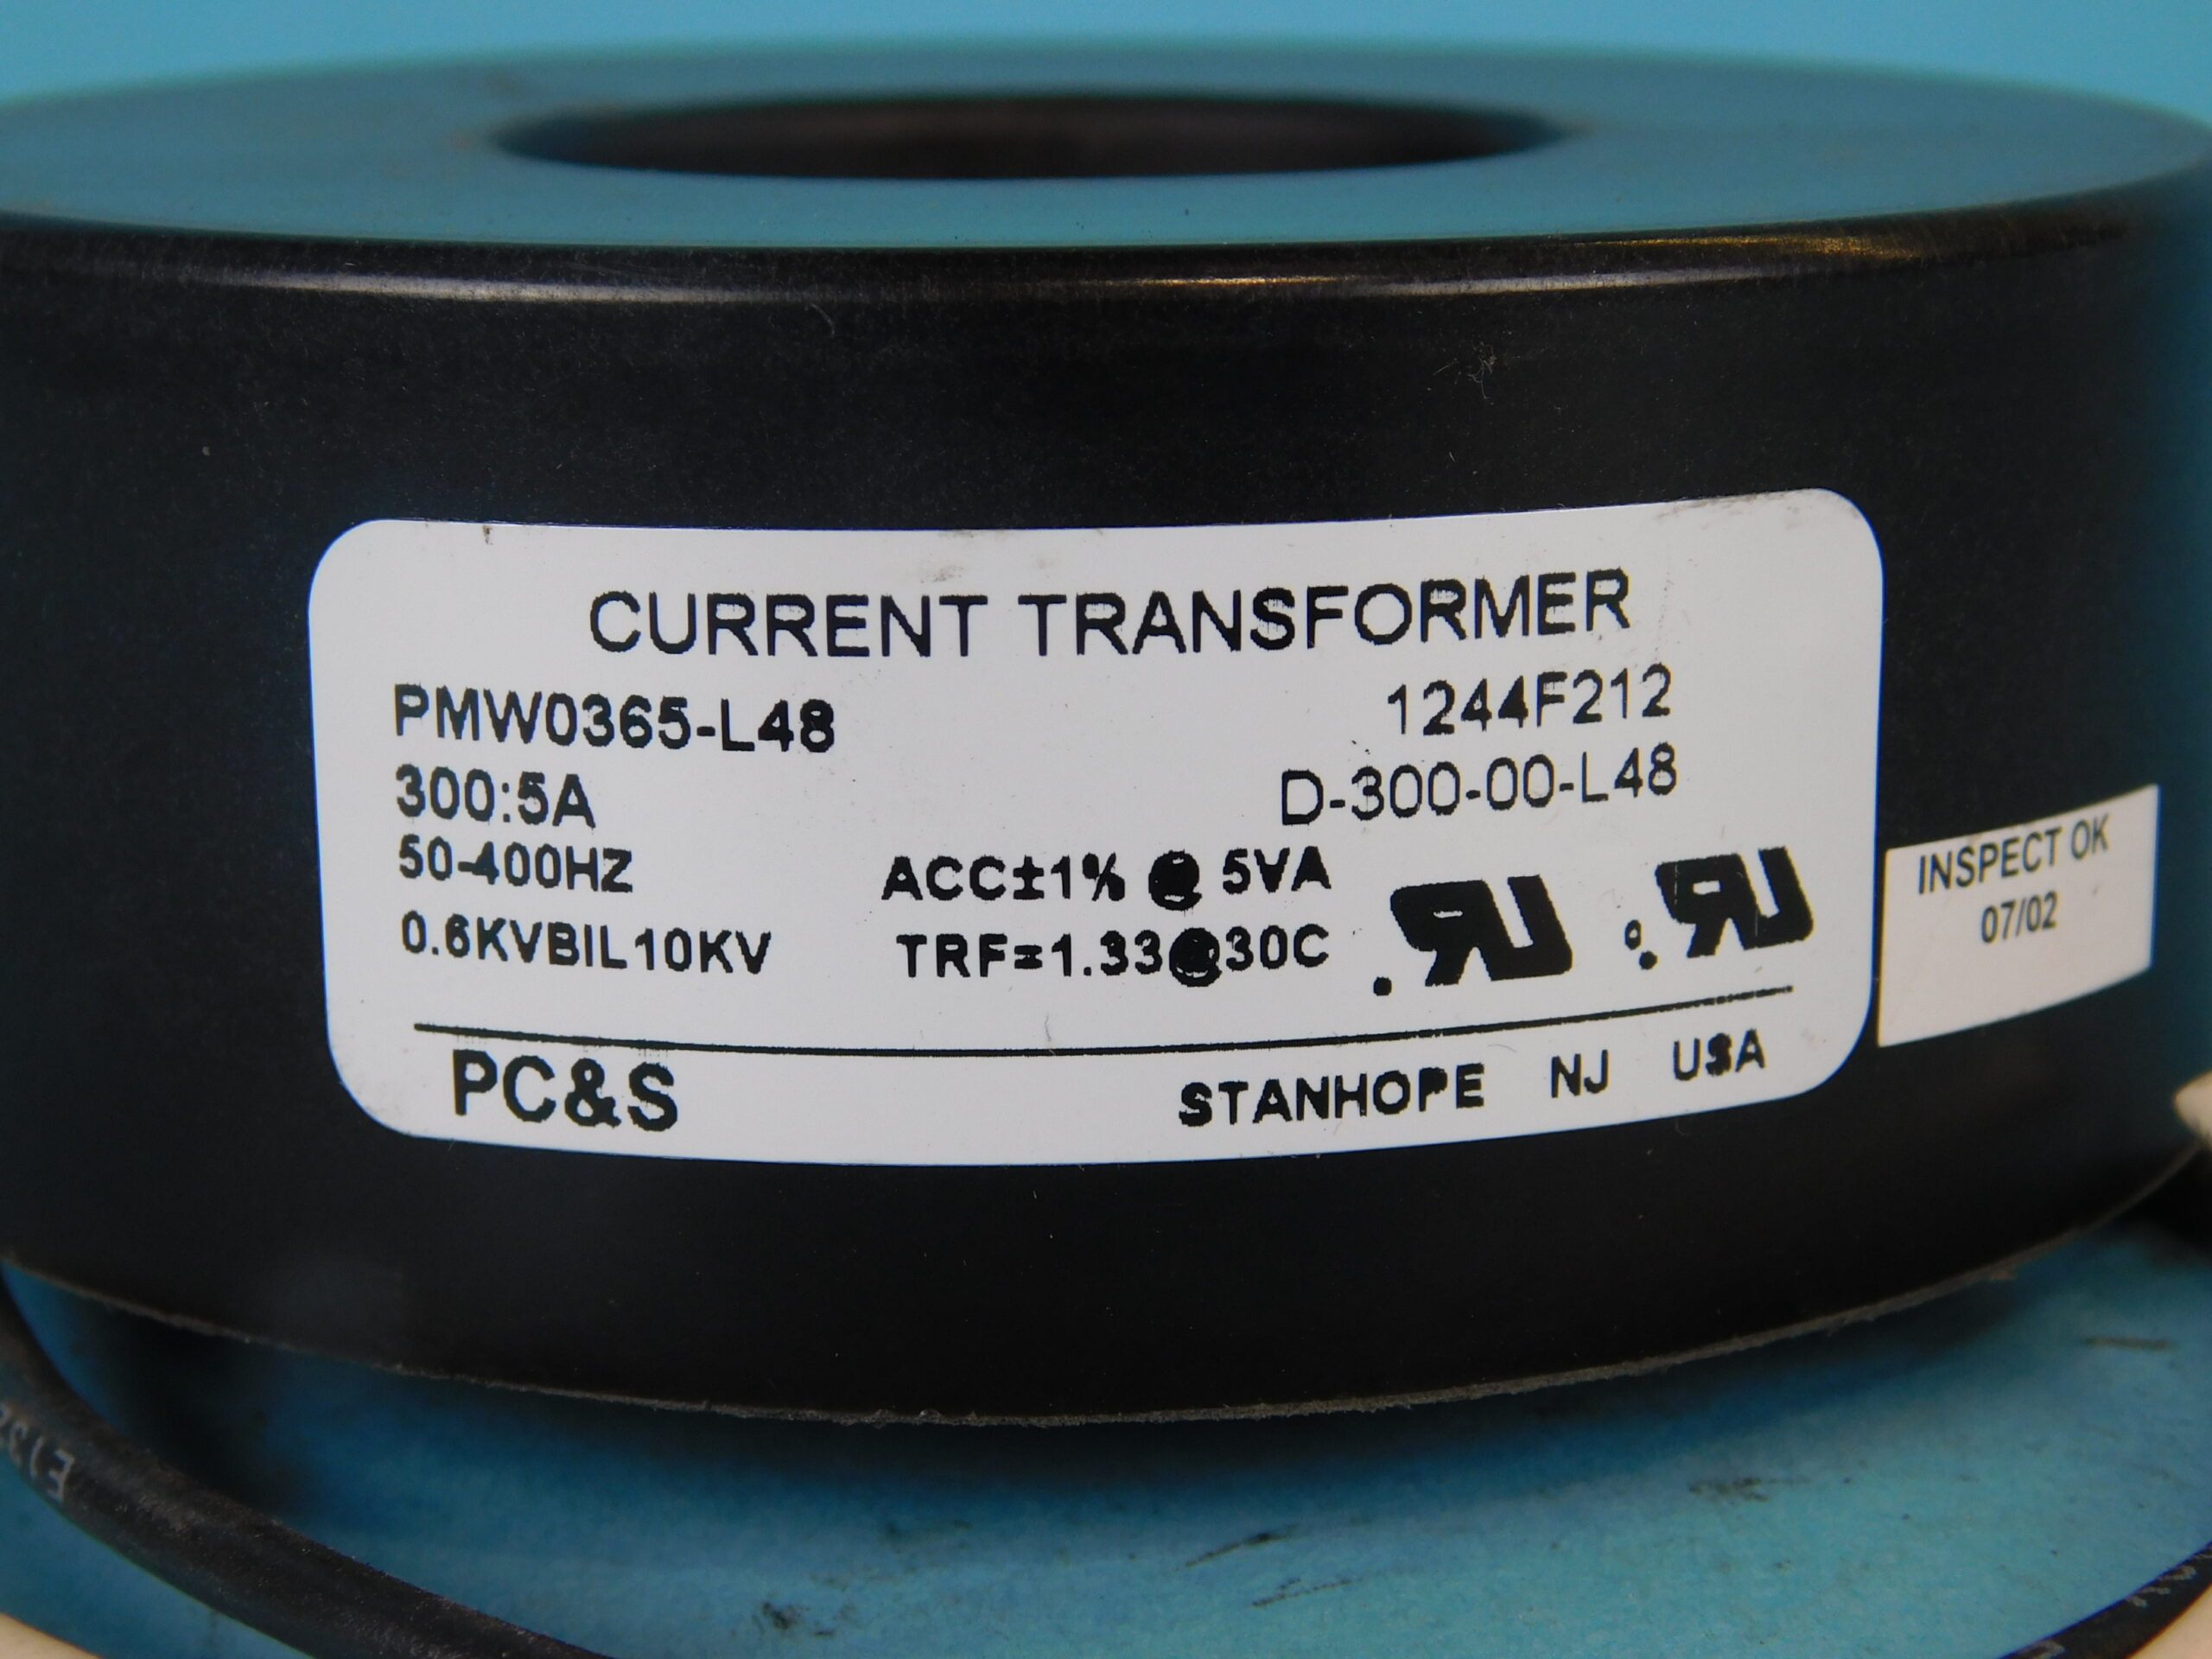 CURRENT TRANSFORMER
PMW0365-L48
1244F212
300:5A
D-300-00-L48
50-400HZ
ACC±1% @ 5VA
0.6KVBIL10KV
TRF=1.33@30C
PC&S
STANHOPE NJ USA
INSPECT OK
07/02